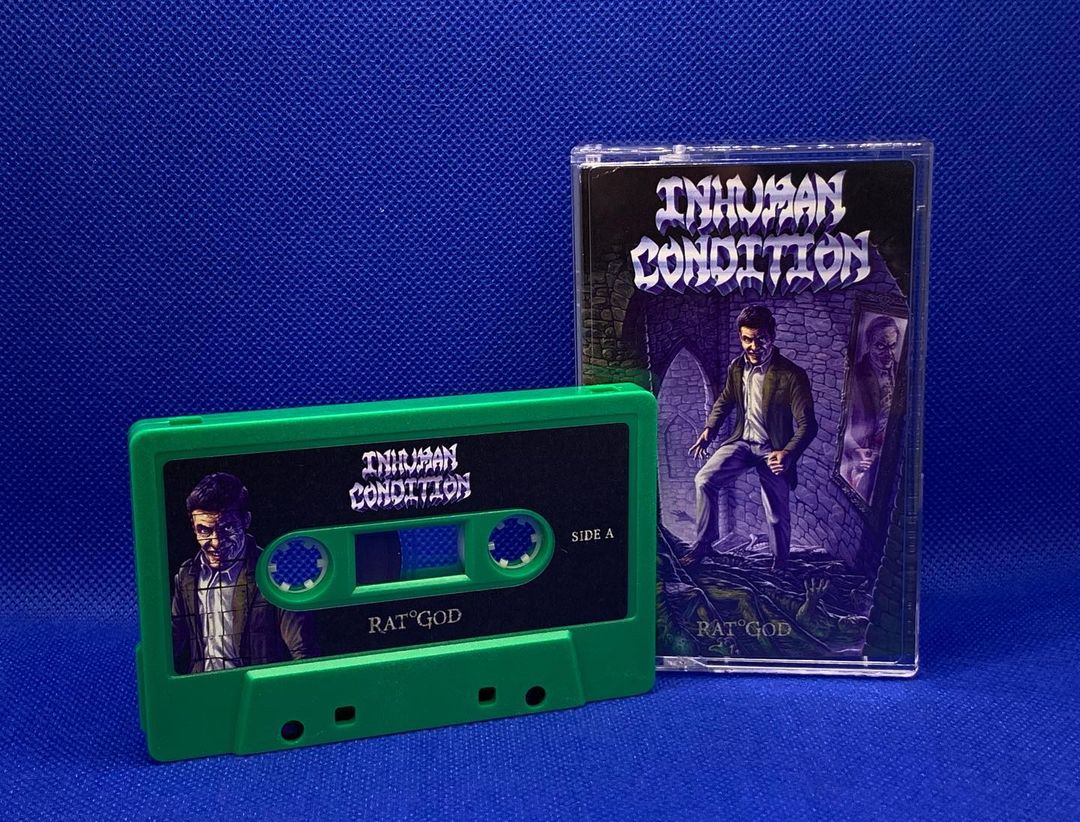 INHUMAN
CONDITION
RAT°GOD
INHUMAN
CONDITION
SIDE A
RAT°GOD